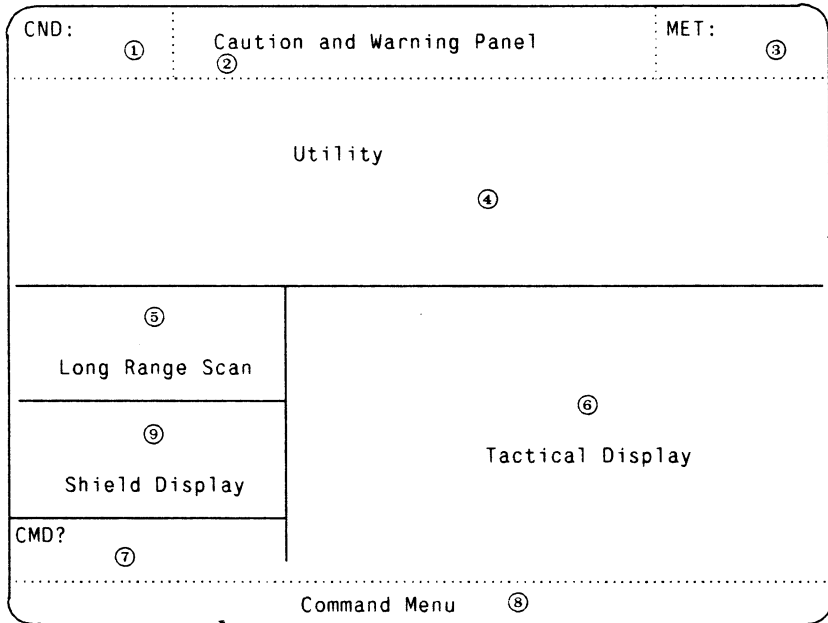 CND: ① Caution and Warning Panel ② MET: ③
Utility
④
⑤
Long Range Scan
⑥
⑨
Tactical Display
Shield Display
CMD?
⑦
Command Menu ⑧